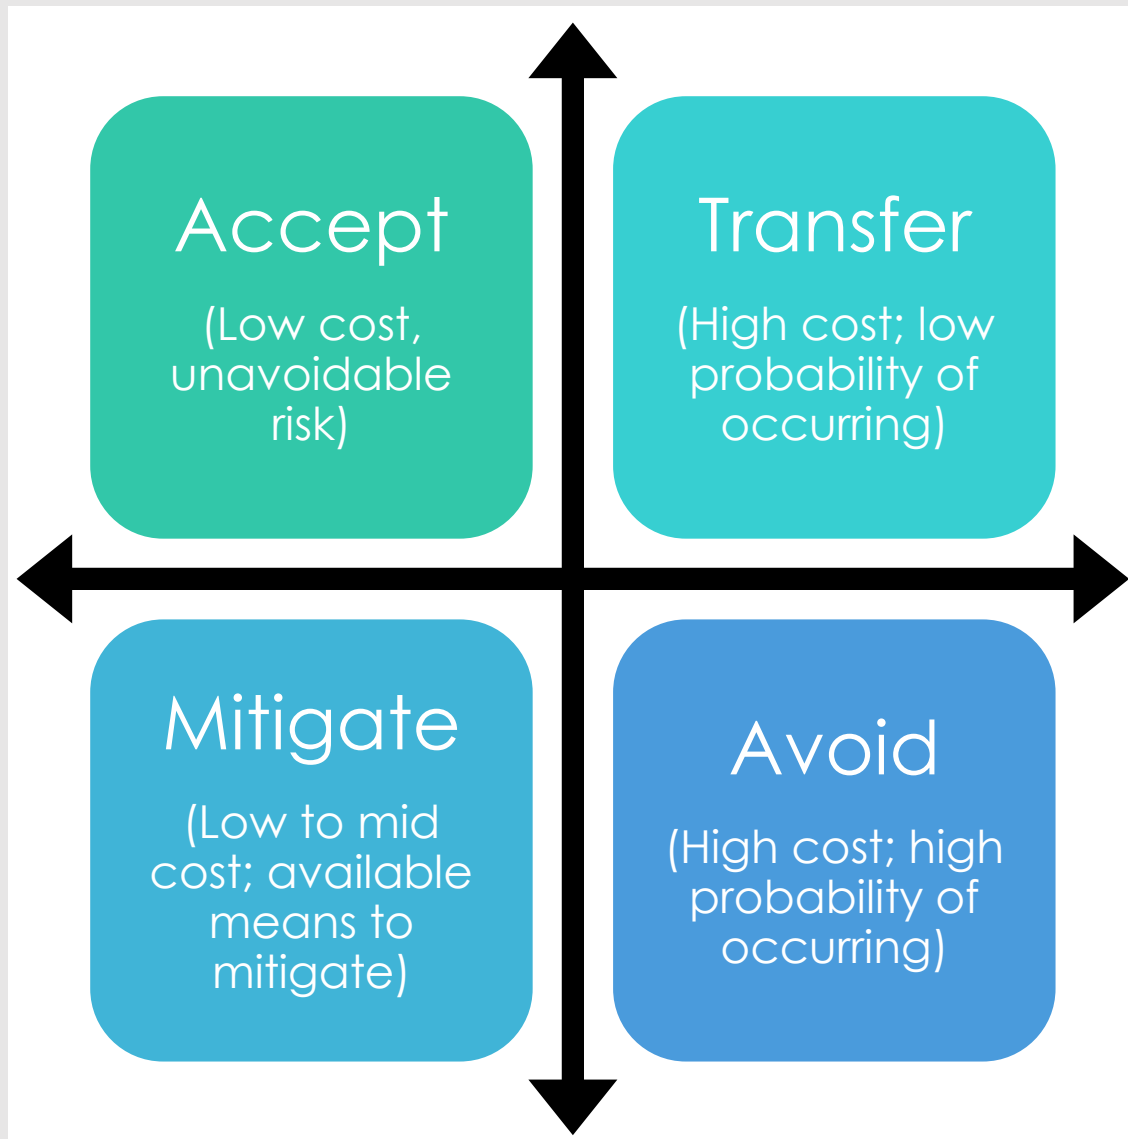 Accept
(Low cost,
unavoidable
risk)
Transfer
(High cost; low
probability of
occurring)
Mitigate
(Low to mid
cost; available
means to
mitigate)
Avoid
(High cost; high
probability of
occurring)